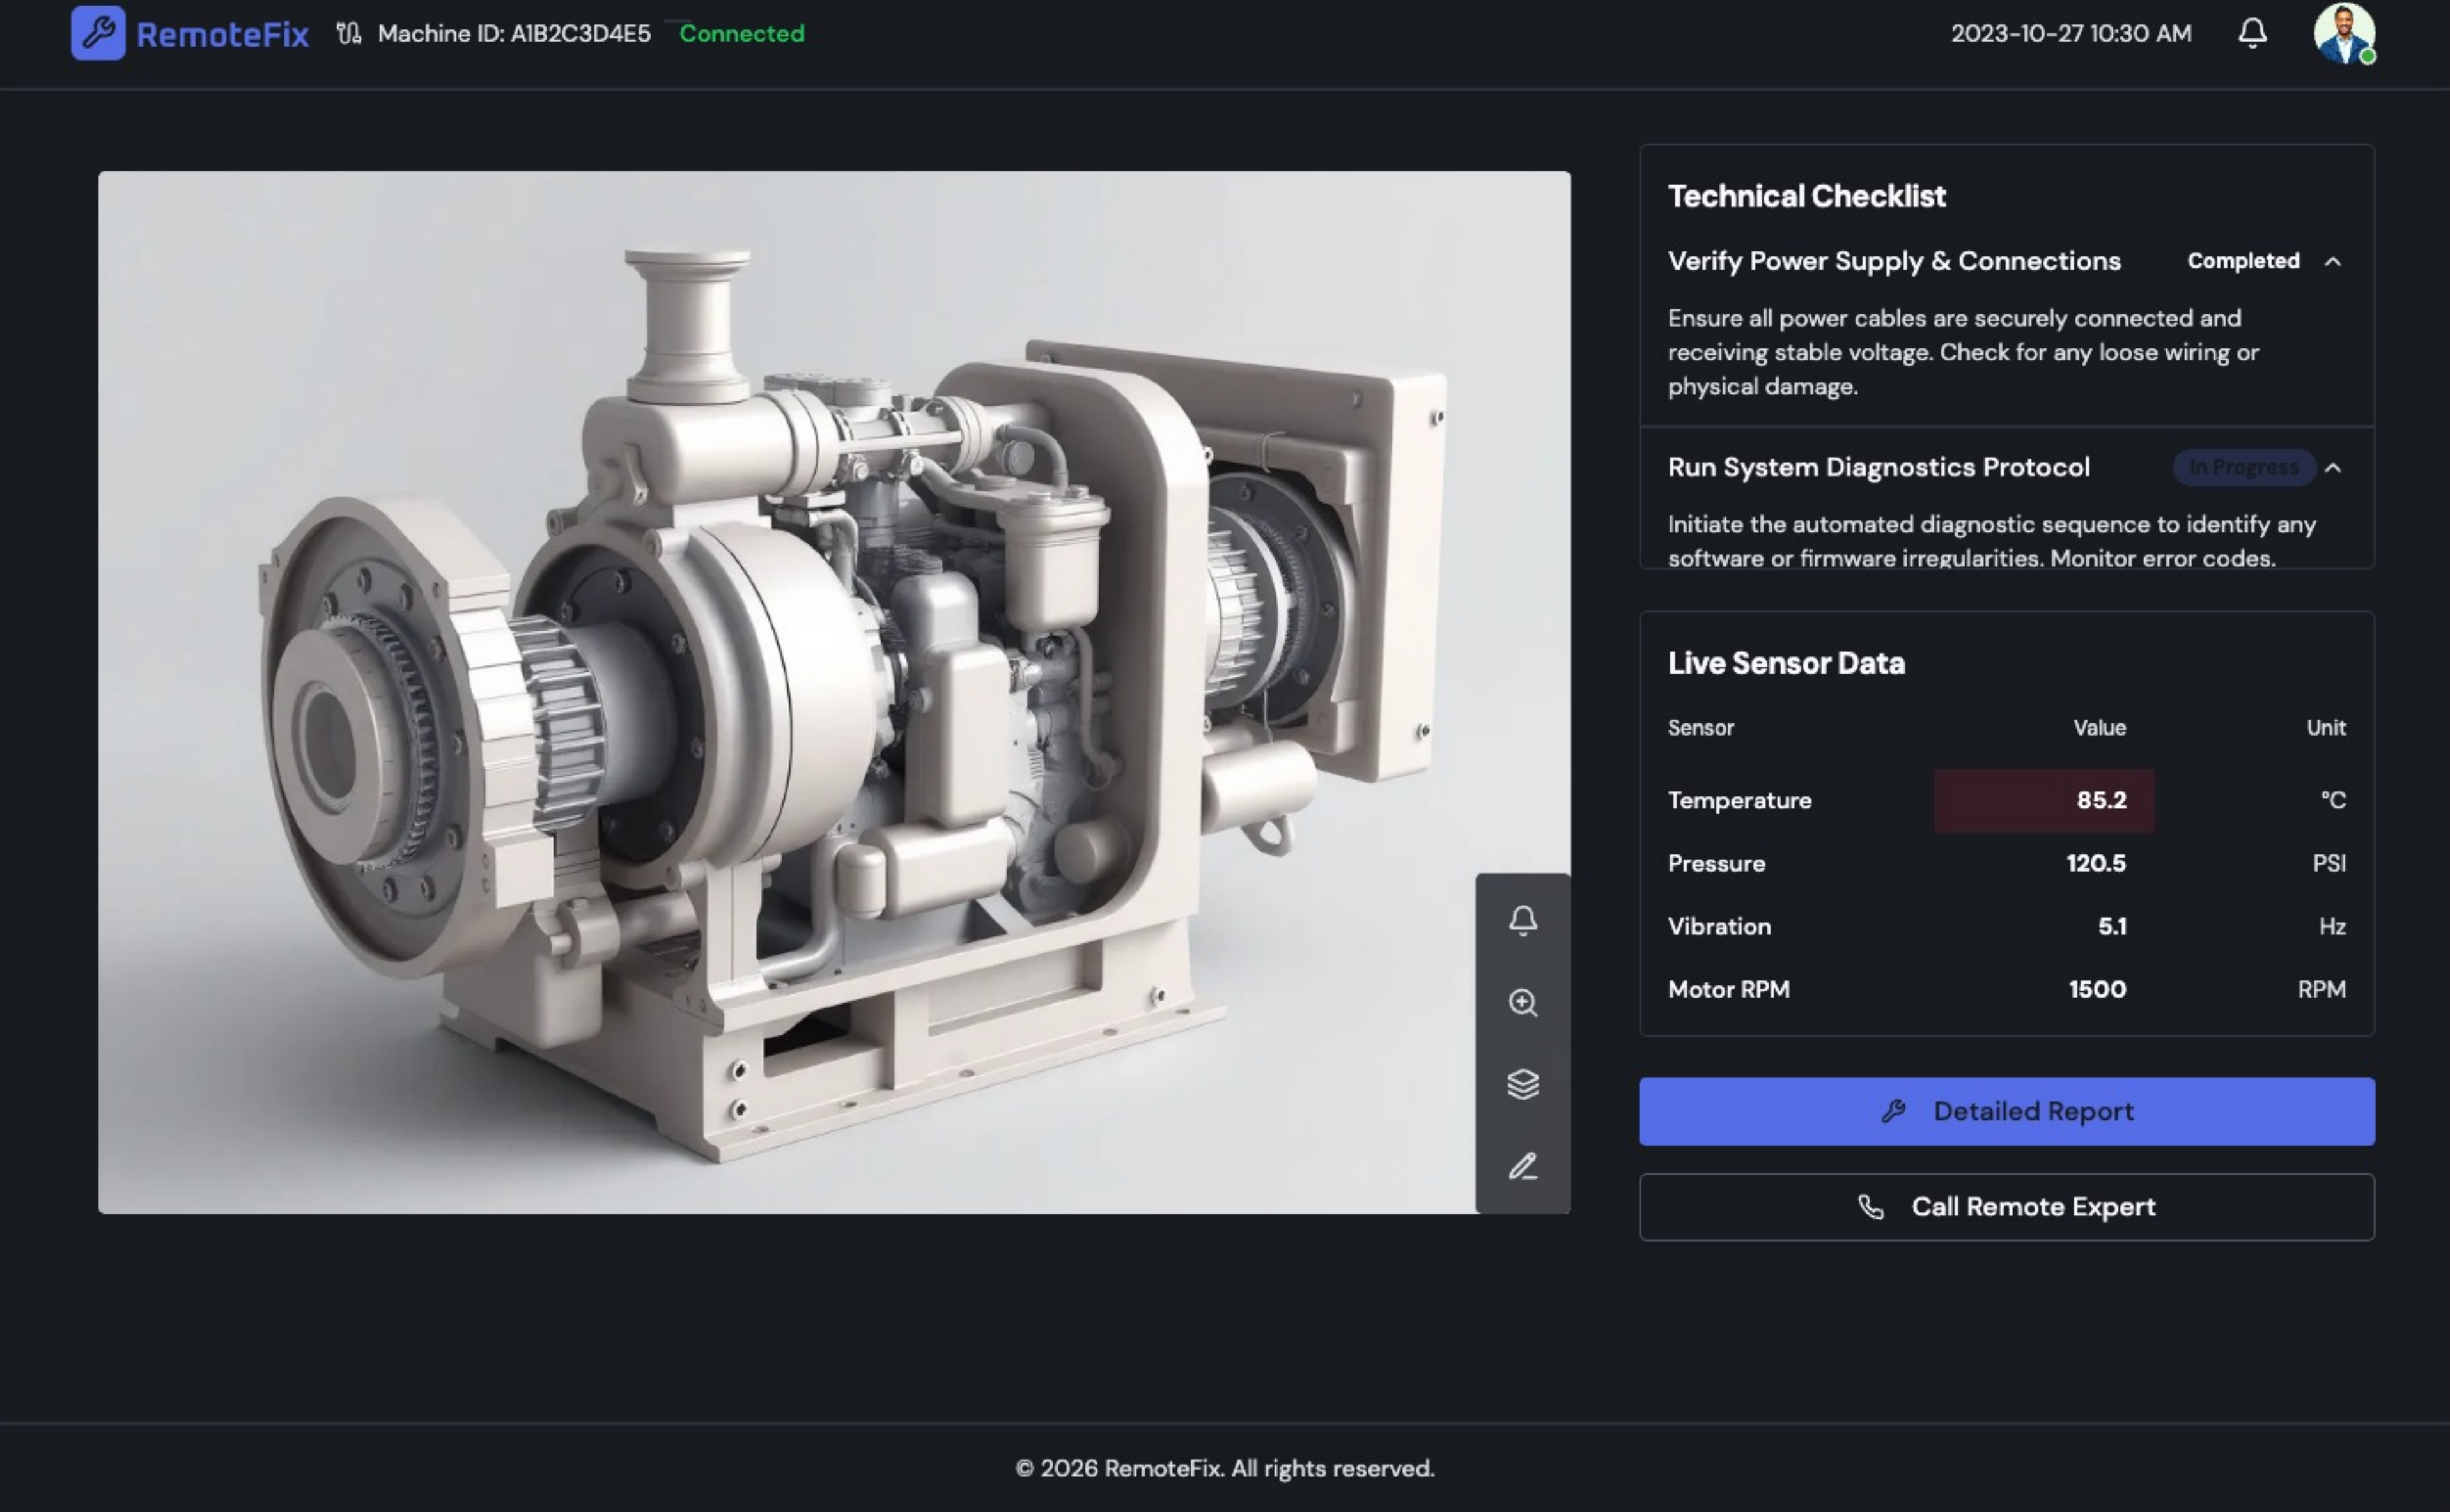 RemoteFix Machine ID: A1B2C3D4E5 Connected 2023-10-27 10:30 AM
Technical Checklist
Verify Power Supply & Connections Completed
Ensure all power cables are securely connected and
receiving stable voltage. Check for any loose wiring or
physical damage.
Run System Diagnostics Protocol In Progress
Initiate the automated diagnostic sequence to identify any
software or firmware irregularities. Monitor error codes.
Live Sensor Data
Sensor Value Unit
Temperature 85.2 °C
Pressure 120.5 PSI
Vibration 5.1 Hz
Motor RPM 1500 RPM
Detailed Report
Call Remote Expert
© 2026 RemoteFix. All rights reserved.